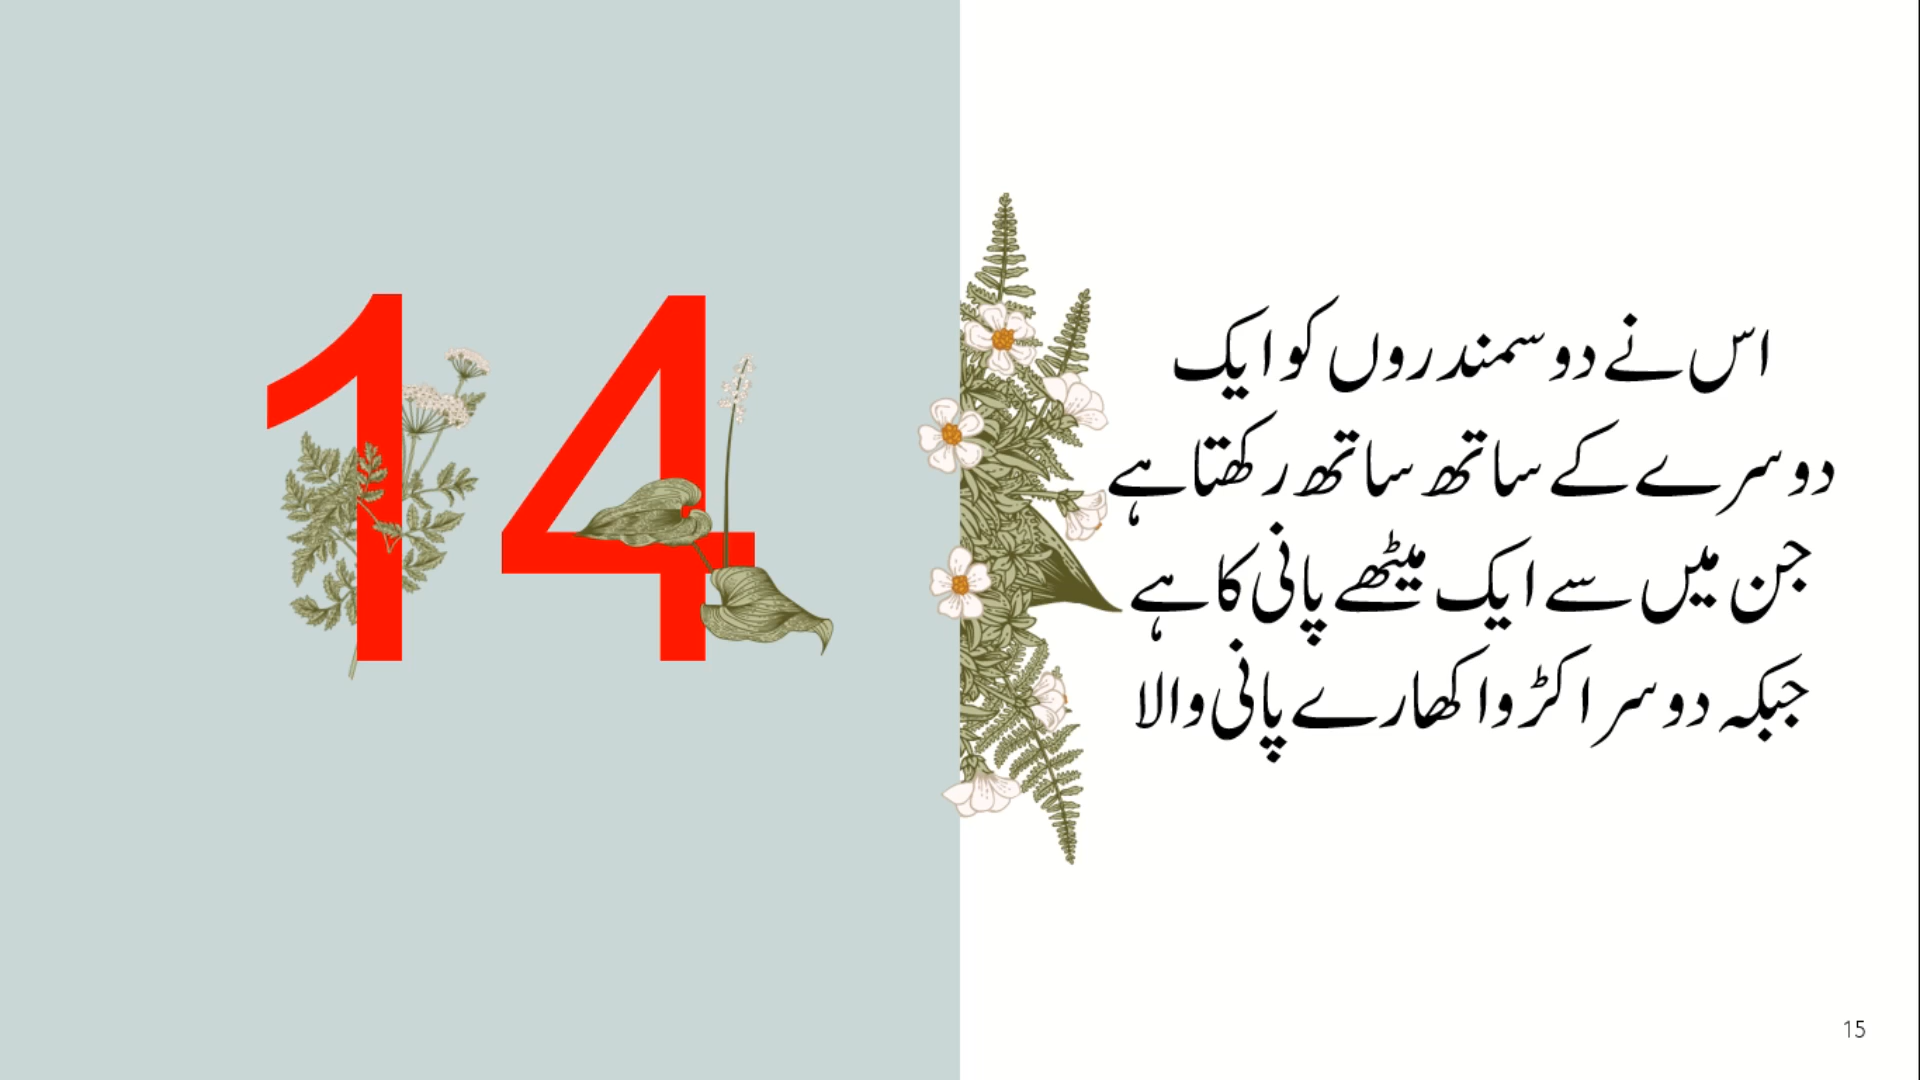 14
اس نے دو سمندروں کو ایک
دوسرے کے ساتھ ساتھ رکھتا ہے
جن میں سے ایک میٹھے پانی کا ہے
جبکہ دوسرا کڑوا کھارے پانی والا
15